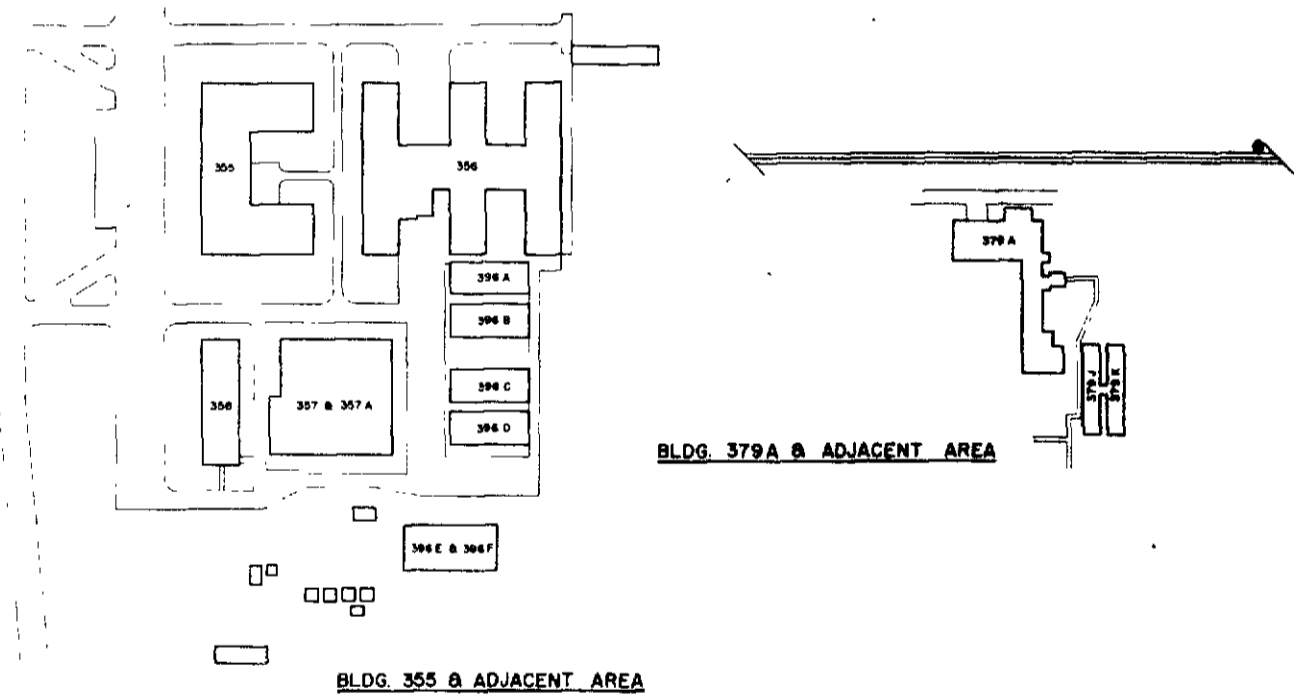 355
356
396 A
396 B
396 C
396 D
358
357 & 357 A
396 E & 396 F
BLDG. 355 & ADJACENT AREA
379 A
379 J
379 K
BLDG. 379A & ADJACENT AREA